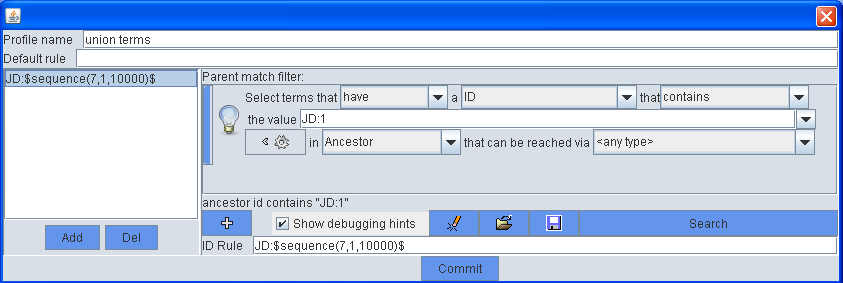 Profile name union terms
Default rule
JD:$sequence(7,1,10000)$
Parent match filter:
Select terms that have a ID that contains
the value JD:1
in Ancestor that can be reached via <any type>
ancestor id contains "JD:1"
Show debugging hints Search
Add Del
ID Rule JD:$sequence(7,1,10000)$
Commit